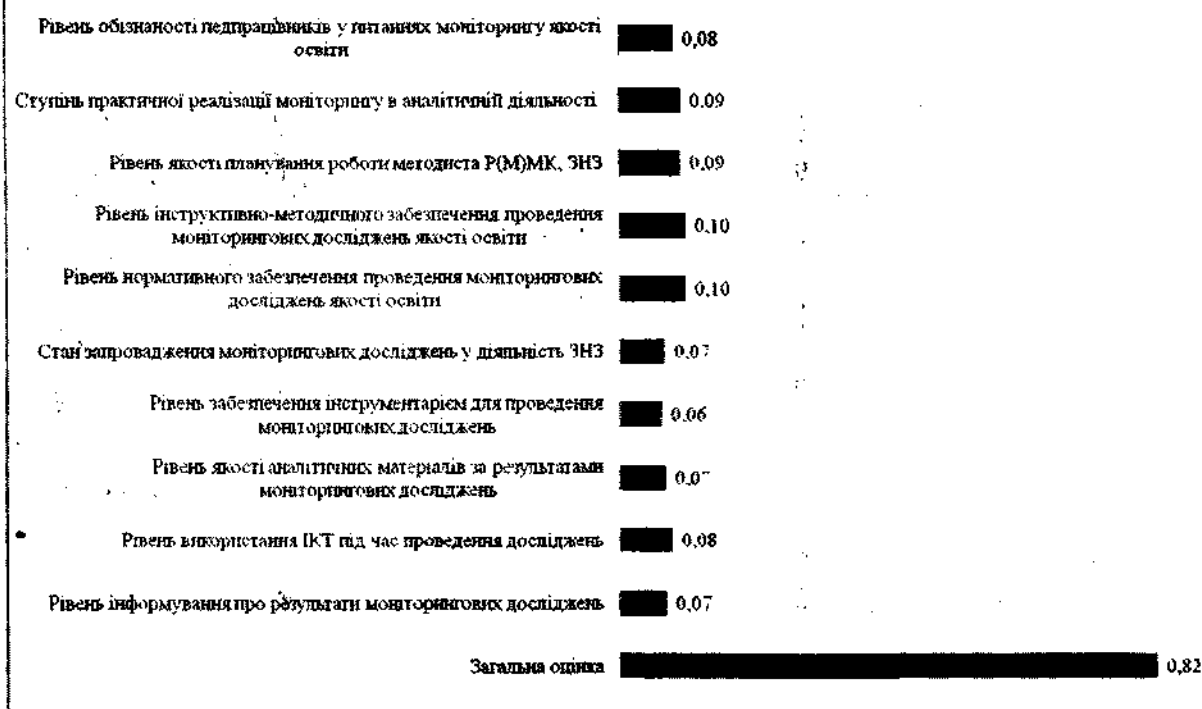 Рівень обізнаності педпрацівників у питаннях моніторингу якості
освіти
0,08
Ступінь практичної реалізації моніторингу в аналітичній діяльності
0.09
Рівень якості планування роботи методиста Р(М)МК, ЗНЗ
0.09
Рівень інструктивно-методичного забезпечення проведення
моніторингових досліджень якості освіти
0.10
Рівень нормативного забезпечення проведення моніторингових
досліджень якості освіти
0,10
Стан запровадження моніторингових досліджень у діяльність ЗНЗ
0.07
Рівень забезпечення інструментарієм для проведення
моніторингових досліджень
0.06
Рівень якості аналітичних матеріалів за результатами
моніторингових досліджень
Рівень використання ІКТ під час проведення досліджень
0,08
Рівень інформування про результати моніторингових досліджень
0,07
Загальна оцінка
0,82